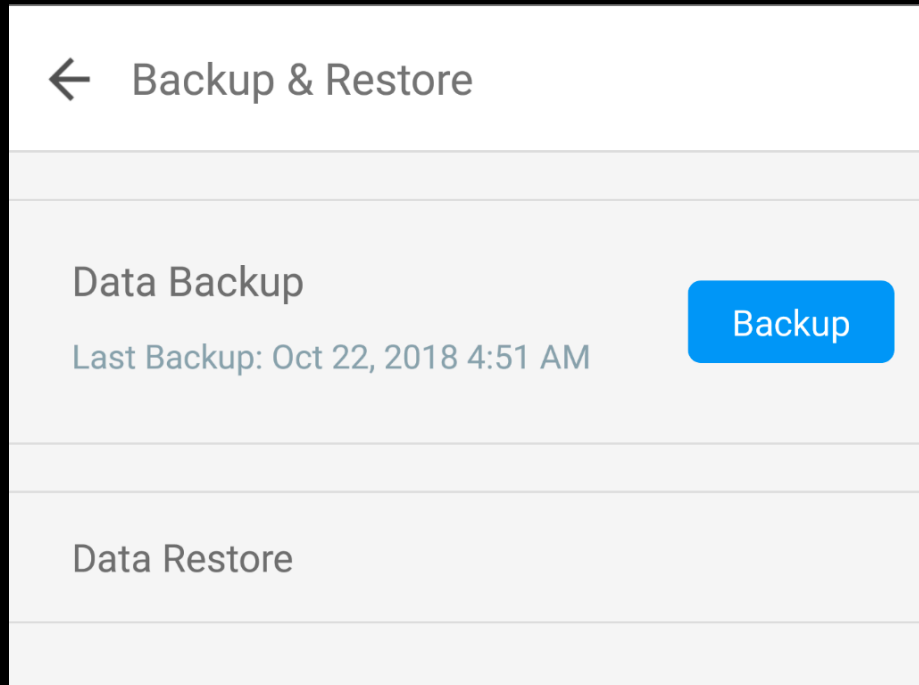 Backup & Restore
Data Backup
Last Backup: Oct 22, 2018 4:51 AM
Backup
Data Restore